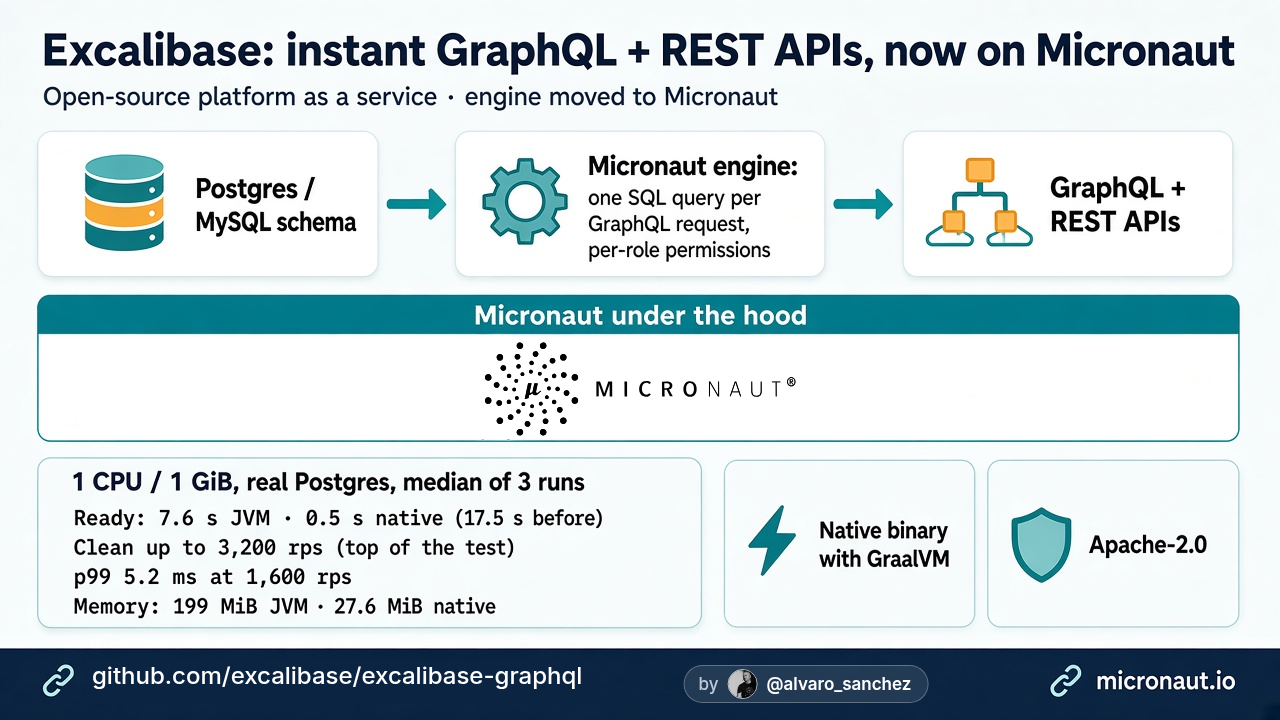 Excalibase: instant GraphQL + REST APIs, now on Micronaut
Open-source platform as a service · engine moved to Micronaut
Postgres /
MySQL schema
Micronaut engine:
one SQL query per
GraphQL request,
per-role permissions
GraphQL +
REST APIs
Micronaut under the hood
μ MICRONAUT®
1 CPU / 1 GiB, real Postgres, median of 3 runs
Ready: 7.6 s JVM · 0.5 s native (17.5 s before)
Clean up to 3,200 rps (top of the test)
p99 5.2 ms at 1,600 rps
Memory: 199 MiB JVM · 27.6 MiB native
Native binary
with GraalVM
Apache-2.0
github.com/excalibase/excalibase-graphql
by @alvaro_sanchez
micronaut.io